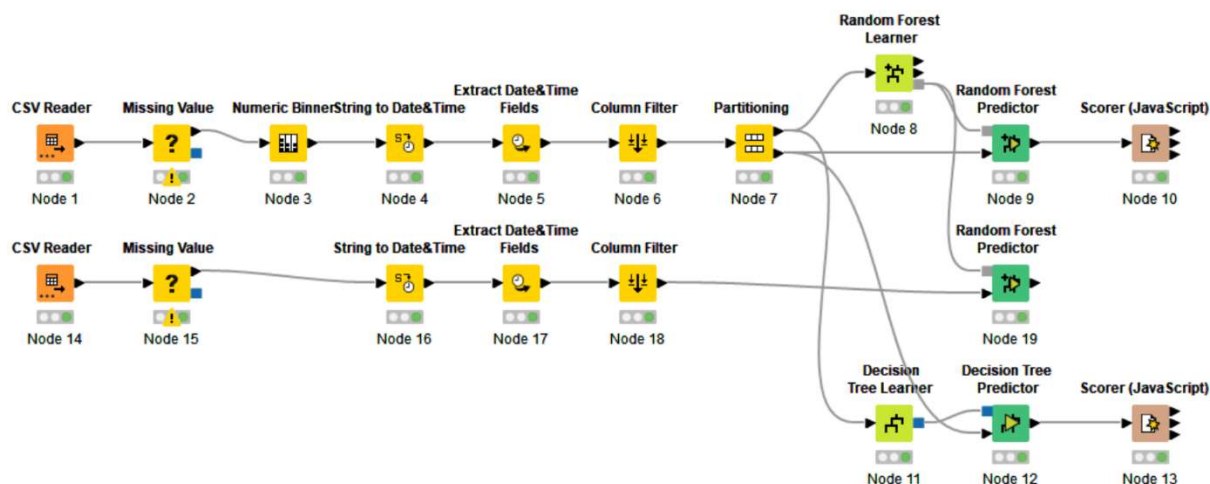 Random Forest
Learner
Extract Date&Time
CSV Reader Missing Value Numeric Binner String to Date&Time Fields Column Filter Partitioning
Node 8
Random Forest
Predictor
Scorer (JavaScript)
Node 1 Node 2 Node 3 Node 4 Node 5 Node 6 Node 7 Node 9 Node 10
Extract Date&Time
CSV Reader Missing Value String to Date&Time Fields Column Filter
Random Forest
Predictor
Node 14 Node 15 Node 16 Node 17 Node 18 Node 19
Decision
Tree Learner
Decision Tree
Predictor
Scorer (JavaScript)
Node 11 Node 12 Node 13